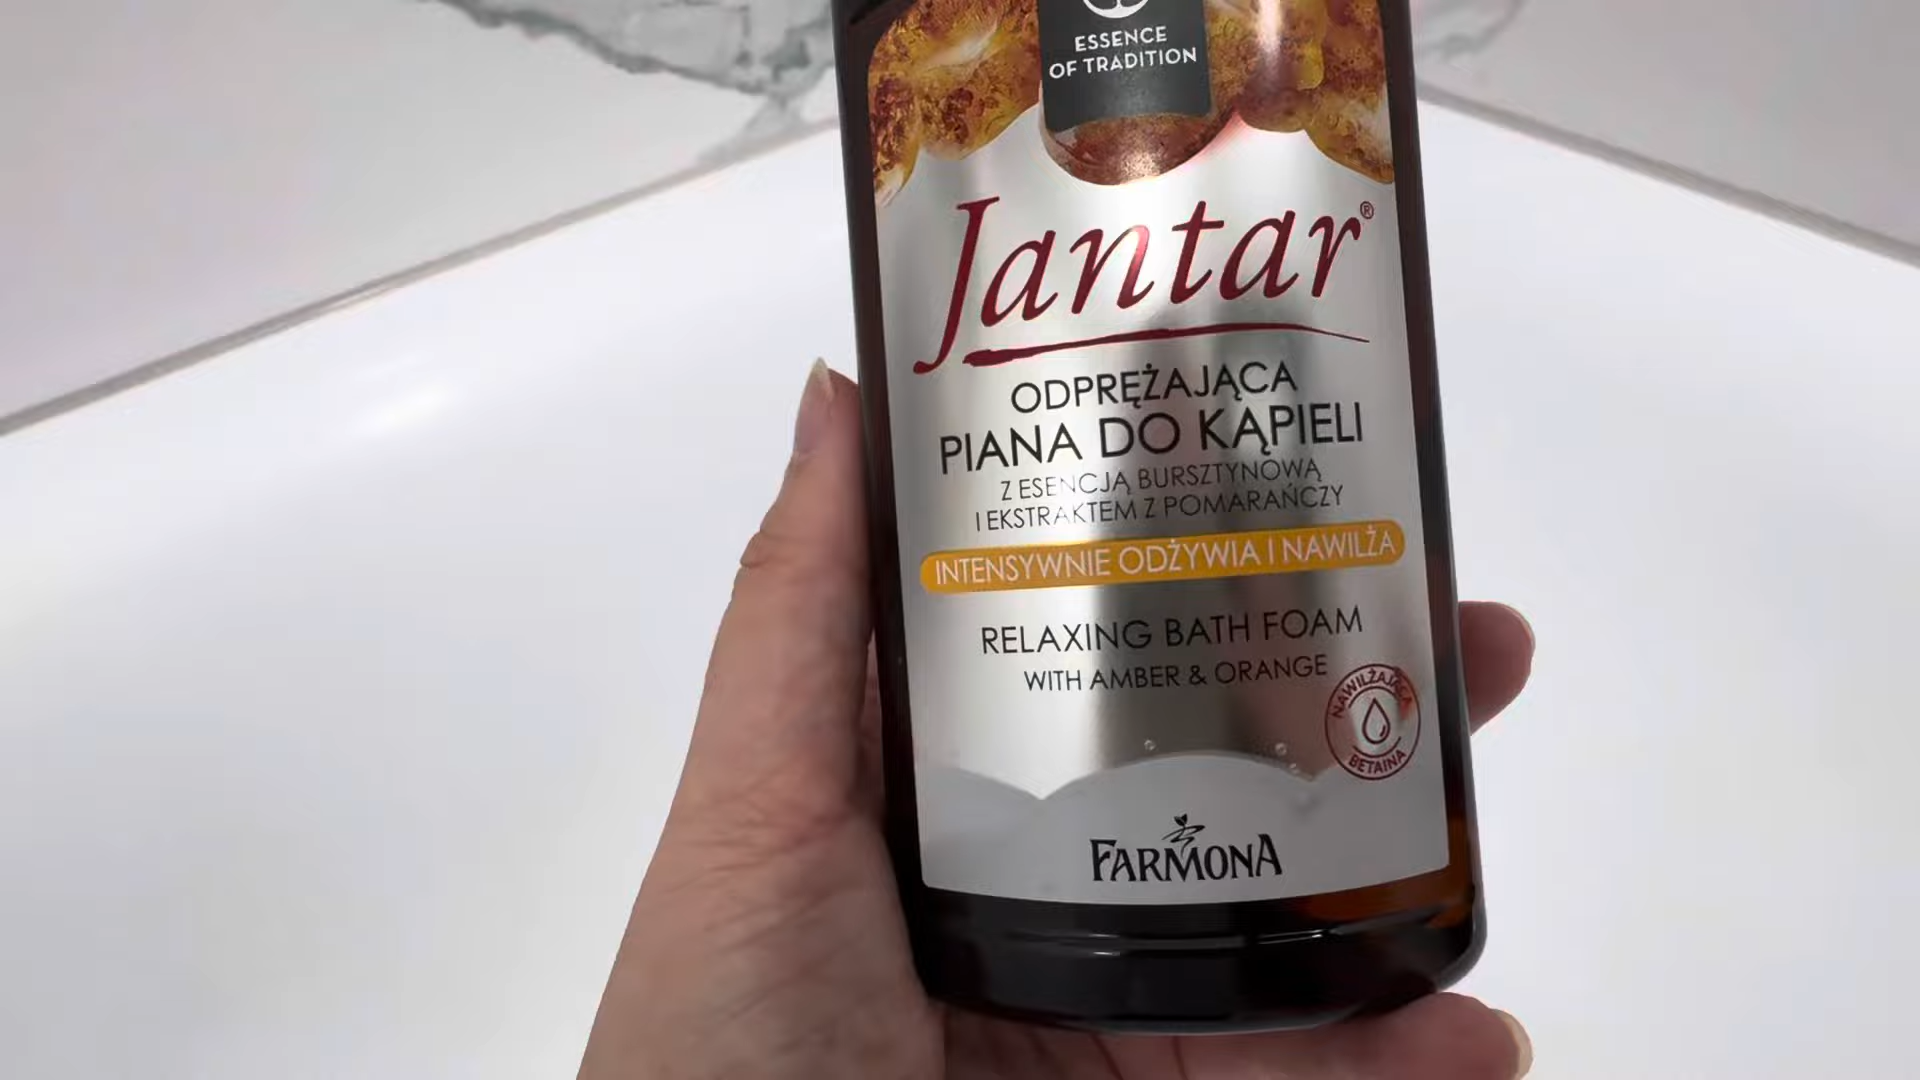 ESSENCE
OF TRADITION
Jantar®
ODPRĘŻAJĄCA
PIANA DO KĄPIELI
Z ESENCJĄ BURSZTYNOWĄ
I EKSTRAKTEM Z POMARAŃCZY
INTENSYWNIE ODŻYWIA I NAWILŻA
RELAXING BATH FOAM
WITH AMBER & ORANGE
NAWILŻAJĄCA
BETAINA
FARMONA